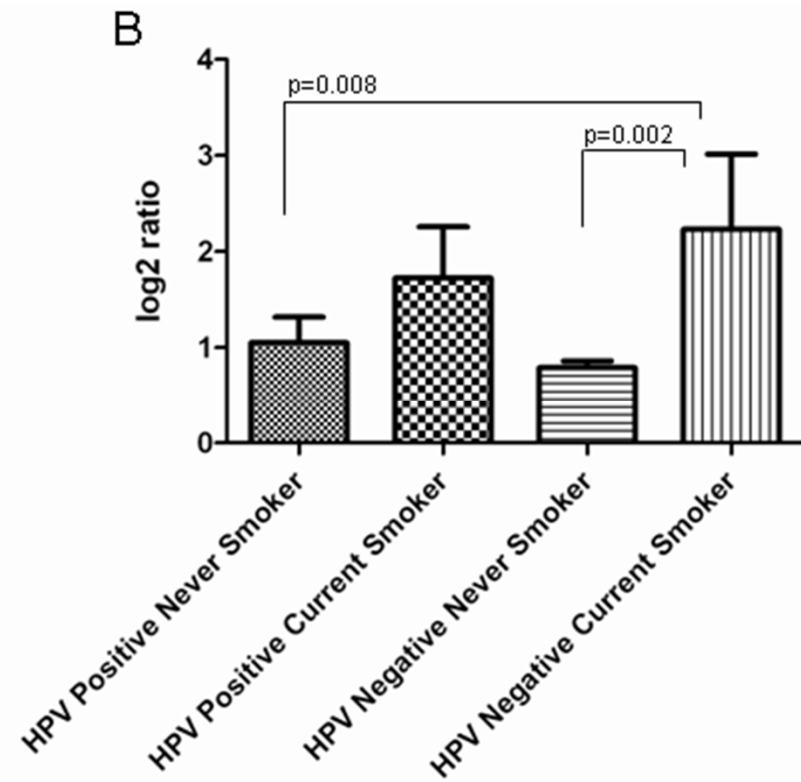 B
4
p=0.008
p=0.002
3
log2 ratio
2
1
0
HPV Positive Never Smoker
HPV Positive Current Smoker
HPV Negative Never Smoker
HPV Negative Current Smoker